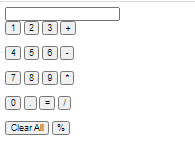 1 2 3 +
4 5 6 -
7 8 9 *
0 . = /
Clear All %